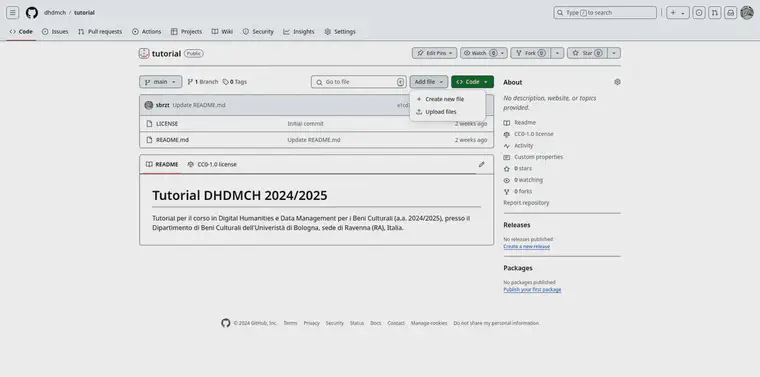 dhdmch / tutorial
Type / to search
Code Issues Pull requests Actions Projects Wiki Security Insights Settings
tutorial Public
Edit Pins Watch 0 Fork 0 Star 0
main 1 Branch 0 Tags Go to file Add file Code
Create new file
Upload files
sbrzt Update README.md
LICENSE Initial commit 2 weeks ago
README.md Update README.md 2 weeks ago
README CC0-1.0 license
Tutorial DHDMCH 2024/2025
Tutorial per il corso in Digital Humanities e Data Management per i Beni Culturali (a.a. 2024/2025), presso il
Dipartimento di Beni Culturali dell'Univeristà di Bologna, sede di Ravenna (RA), Italia.
About
No description, website, or topics
provided.
Readme
CC0-1.0 license
Activity
Custom properties
0 stars
0 watching
0 forks
Report repository
Releases
No releases published
Create a new release
Packages
No packages published
Publish your first package
© 2024 GitHub, Inc. Terms Privacy Security Status Docs Contact Manage cookies Do not share my personal information